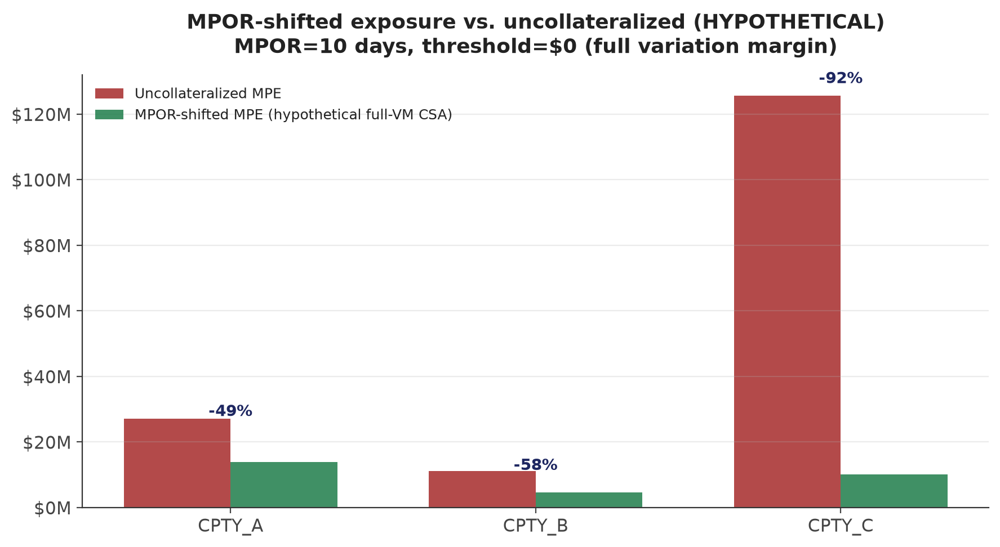 MPOR-shifted exposure vs. uncollateralized (HYPOTHETICAL)
MPOR=10 days, threshold=$0 (full variation margin)
Uncollateralized MPE
MPOR-shifted MPE (hypothetical full-VM CSA)
$120M
$100M
$80M
$60M
$40M
$20M
$0M
-49%
-58%
-92%
CPTY_A
CPTY_B
CPTY_C